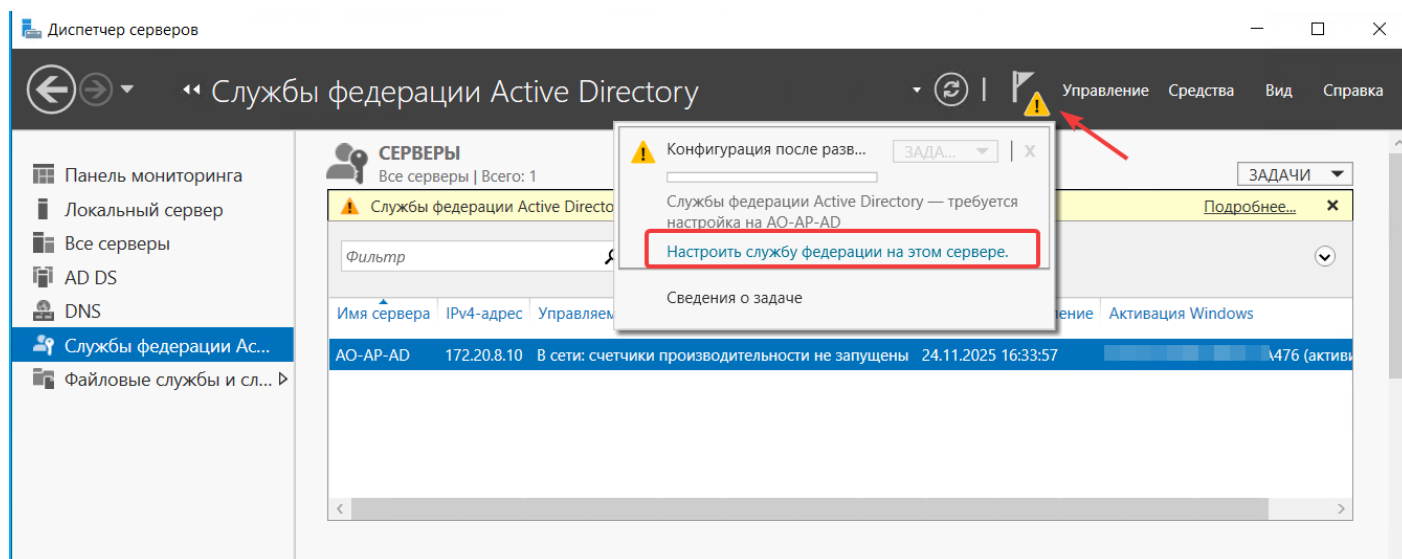 Диспетчер серверов
Службы федерации Active Directory
Управление Средства Вид Справка
Панель мониторинга
Локальный сервер
Все серверы
AD DS
DNS
Службы федерации Ac...
Файловые службы и сл...
СЕРВЕРЫ
Все серверы | Всего: 1
ЗАДАЧИ
Службы федерации Active Directo
Подробнее...
Фильтр
Конфигурация после разв...
ЗАДА...
Службы федерации Active Directory — требуется
настройка на AO-AP-AD
Настроить службу федерации на этом сервере.
Сведения о задаче
Имя сервера IPv4-адрес Управляем ение Активация Windows
AO-AP-AD 172.20.8.10 В сети: счетчики производительности не запущены 24.11.2025 16:33:57 A476 (активи